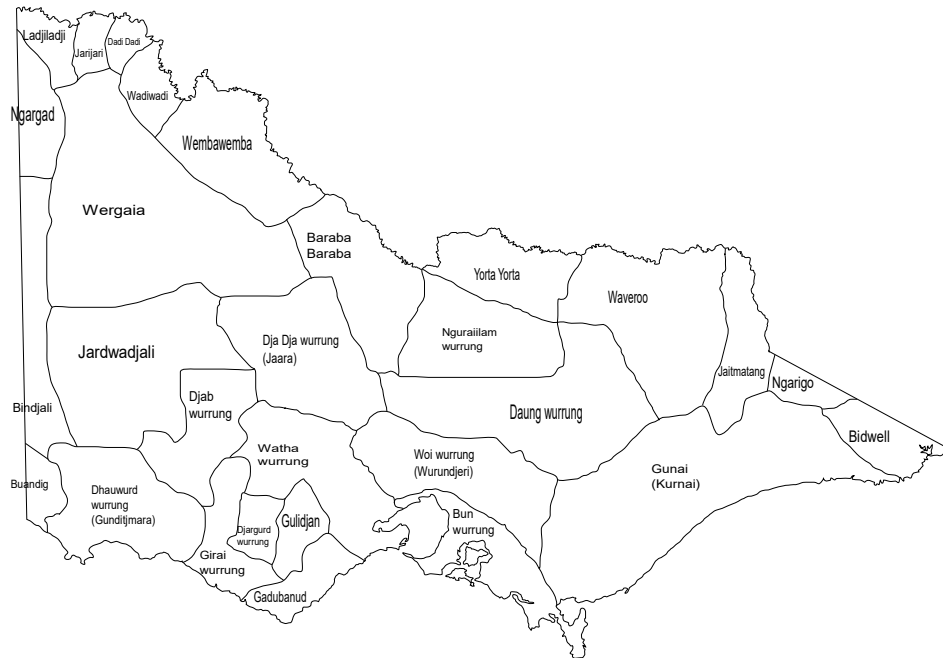 Ladjiladji
Jarijari
Dadi Dadi
Wadiwadi
Ngargad
Wembawemba
Wergaia
Baraba
Baraba
Yorta Yorta
Waveroo
Nguraiilam
wurrung
Dja Dja wurrung
(Jaara)
Jardwadjali
Jaitmatang
Ngarigo
Djab
wurrung
Daung wurrung
Bindjali
Bidwell
Watha
wurrung
Woi wurrung
(Wurundjeri)
Gunai
(Kurnai)
Buandig
Dhauwurd
wurrung
(Gunditjmara)
Djargurd
wurrung
Gulidjan
Bun
wurrung
Girai
wurrung
Gadubanud